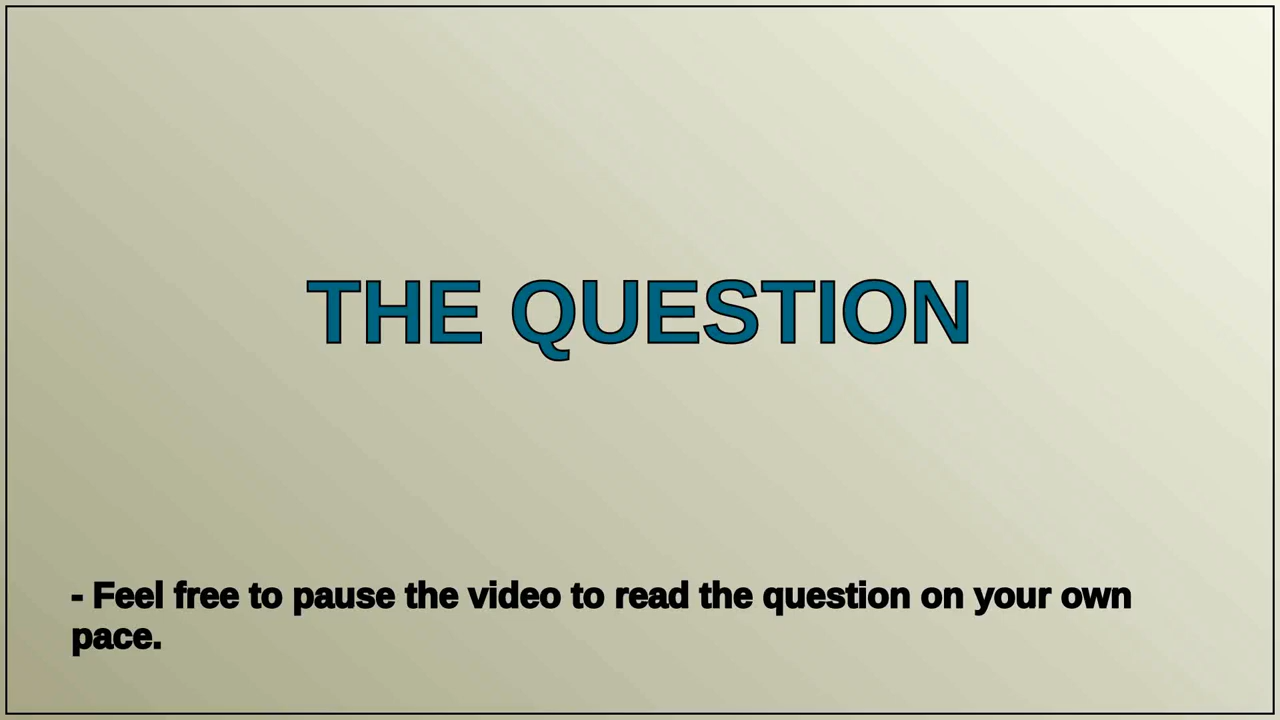 THE QUESTION
- Feel free to pause the video to read the question on your own
pace.